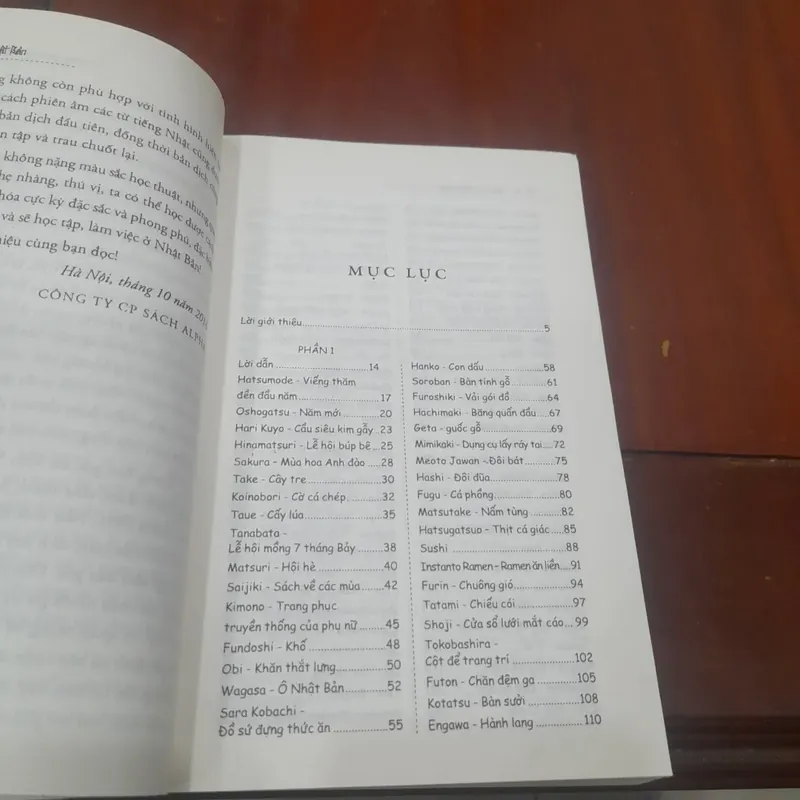 g không còn phù hợp với tình hình hiện
cách phiên âm các từ tiếng Nhật cũng
bản dịch đầu tiên, đồng thời bản dịch
n tập và trau chuốt lại.
không nặng màu sắc học thuật, nhưng
hẹ nhàng, thú vị, ta có thể học được
hóa cực kỳ đặc sắc và phong phú, đặc
và sẽ học tập, làm việc ở Nhật Bản!
hiệu cùng bạn đọc!
Hà Nội, tháng 10 năm
CÔNG TY CP SÁCH ALPHA
MỤC LỤC
Lời giới thiệu 5
PHẦN I
Lời dẫn 14
Hatsumode - Viếng thăm
đền đầu năm 17
Oshogatsu - Năm mới 20
Hari Kuyo - Cầu siêu kim gẫy 23
Hinamatsuri - Lễ hội búp bê 25
Sakura - Mùa hoa Anh đào 28
Take - Cây tre 30
Koinobori - Cờ cá chép 32
Taue - Cấy lúa 35
Tanabata -
Lễ hội mồng 7 tháng Bảy 38
Matsuri - Hội hè 40
Saijiki - Sách về các mùa 42
Kimono - Trang phục
truyền thống của phụ nữ 45
Fundoshi - Khố 48
Obi - Khăn thắt lưng 50
Wagasa - Ô Nhật Bản 52
Sara Kobachi -
Đồ sứ đựng thức ăn 55
Hanko - Con dấu 58
Soroban - Bàn tính gỗ 61
Furoshiki - Vải gói đồ 64
Hachimaki - Băng quấn đầu 67
Geta - guốc gỗ 69
Mimikaki - Dụng cụ lấy ráy tai 72
Meoto Jawan - Đôi bát 75
Hashi - Đôi đũa 78
Fugu - Cá phồng 80
Matsutake - Nấm tùng 82
Hatsugatsuo - Thịt cá giác 85
Sushi 88
Instanto Ramen - Ramen ăn liền 91
Furin - Chuông gió 94
Tatami - Chiếu cói 97
Shoji - Cửa sổ lưới mắt cáo 99
Tokobashira -
Cột để trang trí 102
Futon - Chăn đệm ga 105
Kotatsu - Bàn sưởi 108
Engawa - Hành lang 110